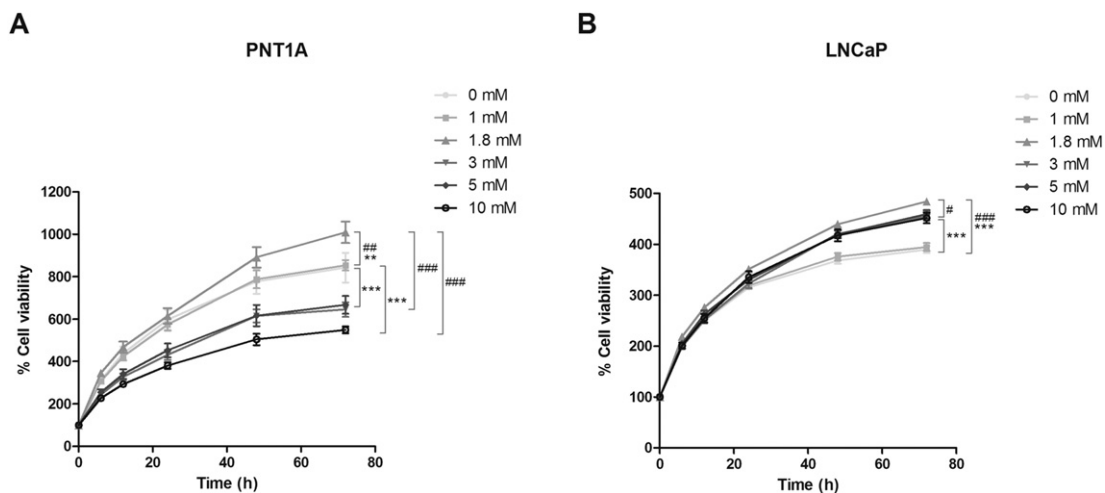 A
PNT1A
0 mM
1 mM
1.8 mM
3 mM
5 mM
10 mM
% Cell viability
1200
1000
800
600
400
200
0
##
**
***
***
###
###
0 20 40 60 80
Time (h)
B
LNCaP
0 mM
1 mM
1.8 mM
3 mM
5 mM
10 mM
% Cell viability
500
400
300
200
100
0
#
***
###
***
0 20 40 60 80
Time (h)